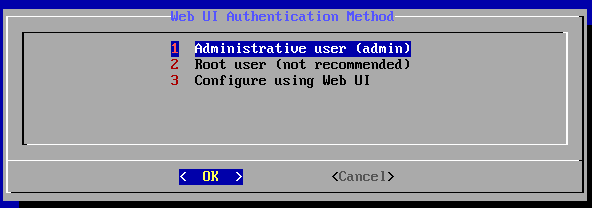 Web UI Authentication Method
1 Administrative user (admin)
2 Root user (not recommended)
3 Configure using Web UI
< OK > <Cancel>